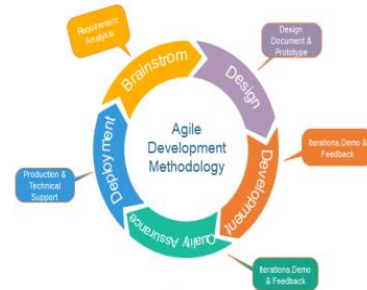 Requirement
Analysis
Brainstrom
Design
Design
Document &
Prototype
Agile
Development
Methodology
Development
Iterations,Demo &
Feedback
Deployment
Production &
Technical
Support
Quality Assurance
Iterations,Demo
& Feedback